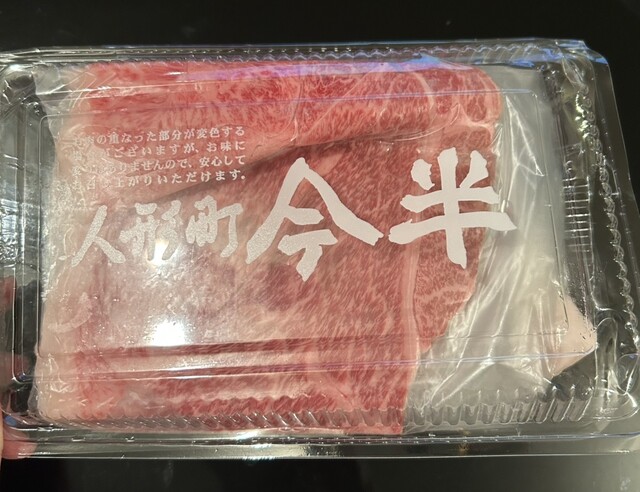 の重なった部分が変色する
ございますが、お味に
ありませんので、安心して
上がりいただけます。
人形町 今半